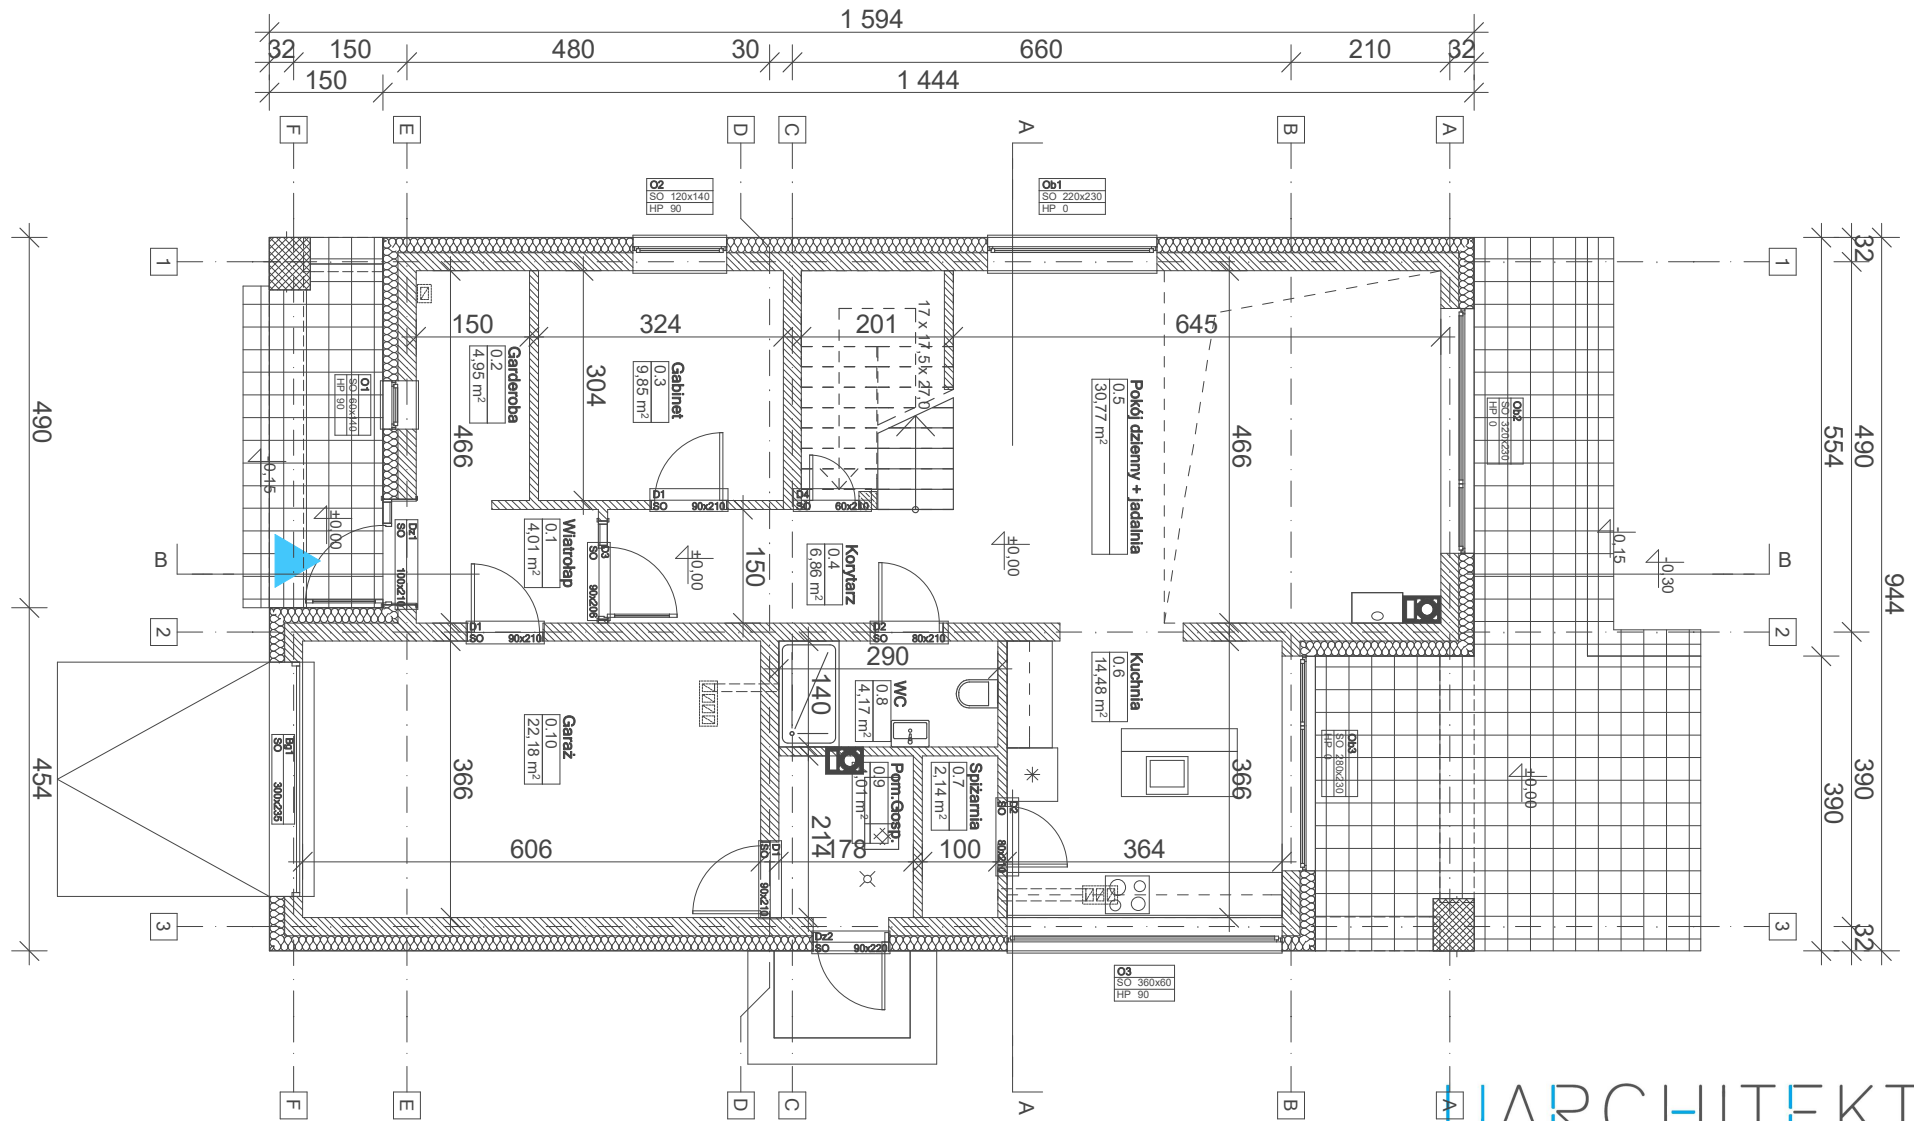 1 594
32 150 480 30 660 210 32
150 1 444
F E D C A B A
O2
SO 120x140
HP 90
Ob1
SO 220x230
HP 0
1
1
32
150 324 201 645
17 x 17,5 x 27,0
Garderoba
0.2
4,95 m²
Gabinet
0.3
9,85 m²
304
Pokój dzienny + jadalnia
0.5
30,77 m²
O1
SO 60x140
HP 90
Ob2
SO 320x230
HP 0
490
466
466
490
554
944
-0,15
±0,00
D1
SO 90x210
D4
SO 60x210
Dz1
SO 100x210
Wiatrołap
0.1
4,01 m²
D3
SO 90x206
±0,00
150
Korytarz
0.4
6,86 m²
±0,00
-0,15
-0,30
B
B
2
D1
SO 90x210
D2
SO 80x210
2
290
140
WC
0.8
4,17 m²
Kuchnia
0.6
14,48 m²
Garaż
0.10
22,18 m²
Bg1
SO 300x235
Ob3
SO 280x230
HP 0
±0,00
454
366
366
390
390
Pom.Gosp.
0.9
,01 m²
Spiżarnia
0.7
2,14 m²
D2
SO 80x210
214
606 178 100 364
D1
SO 90x210
3
3
32
Dz2
SO 90x220
O3
SO 360x60
HP 90
F E D C A B A
ARCHITEKT